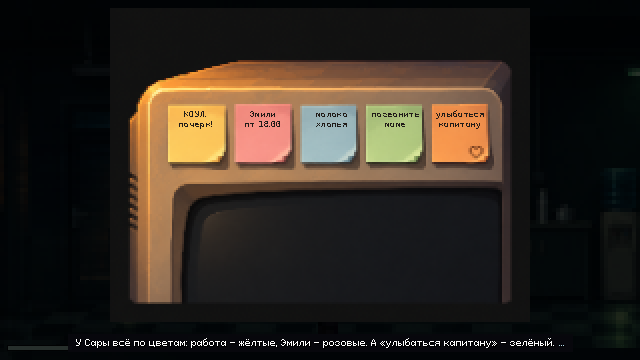 КОУЛ,
почерк!
Эмили
пт 18.00
молоко
хлопья
позвонить
маме
улыбаться
капитану
У Сары всё по цветам: работа – жёлтые, Эмили – розовые. А «улыбаться капитану» – зелёный. …